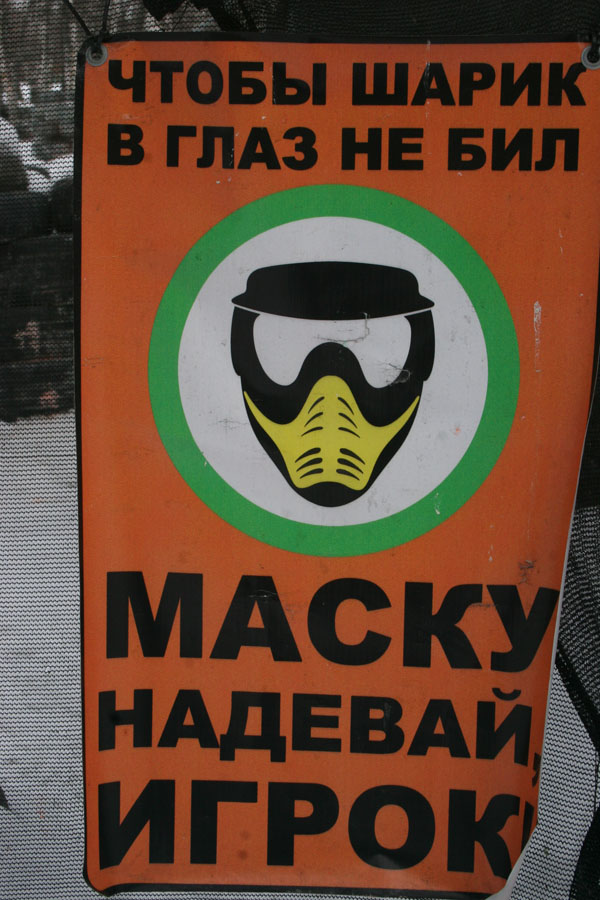 ЧТОБЫ ШАРИК
В ГЛАЗ НЕ БИЛ
МАСКУ
НАДЕВАЙ,
ИГРОК!